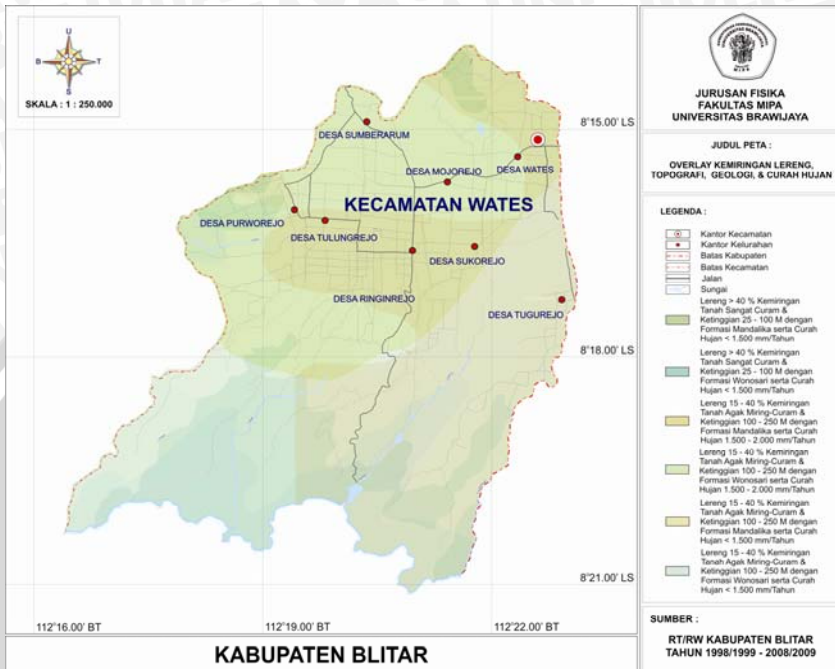 U
B
T
S
SKALA : 1 : 250.000
8°15.00' LS
DESA SUMBERARUM
DESA MOJOREJO
DESA WATES
KECAMATAN WATES
DESA PURWOREJO
DESA TULUNGREJO
DESA SUKOREJO
DESA RINGINREJO
DESA TUGUREJO
8°18.00' LS
8°21.00' LS
112°16.00' BT
112°19.00' BT
112°22.00' BT
KABUPATEN BLITAR
UNIVERSITAS BRAWIJAYA
M I P A
JURUSAN FISIKA
FAKULTAS MIPA
UNIVERSITAS BRAWIJAYA
JUDUL PETA :
OVERLAY KEMIRINGAN LERENG,
TOPOGRAFI, GEOLOGI, & CURAH HUJAN
LEGENDA :
Kantor Kecamatan
Kantor Kelurahan
Batas Kabupaten
Batas Kecamatan
Jalan
Sungai
Lereng > 40 % Kemiringan
Tanah Sangat Curam &
Ketinggian 25 - 100 M dengan
Formasi Mandalika serta Curah
Hujan < 1.500 mm/Tahun
Lereng > 40 % Kemiringan
Tanah Sangat Curam &
Ketinggian 25 - 100 M dengan
Formasi Wonosari serta Curah
Hujan < 1.500 mm/Tahun
Lereng 15 - 40 % Kemiringan
Tanah Agak Miring-Curam &
Ketinggian 100 - 250 M dengan
Formasi Mandalika serta Curah
Hujan 1.500 - 2.000 mm/Tahun
Lereng 15 - 40 % Kemiringan
Tanah Agak Miring-Curam &
Ketinggian 100 - 250 M dengan
Formasi Wonosari serta Curah
Hujan 1.500 - 2.000 mm/Tahun
Lereng 15 - 40 % Kemiringan
Tanah Agak Miring-Curam &
Ketinggian 100 - 250 M dengan
Formasi Mandalika serta Curah
Hujan < 1.500 mm/Tahun
Lereng 15 - 40 % Kemiringan
Tanah Agak Miring-Curam &
Ketinggian 100 - 250 M dengan
Formasi Wonosari serta Curah
Hujan < 1.500 mm/Tahun
SUMBER :
RT/RW KABUPATEN BLITAR
TAHUN 1998/1999 - 2008/2009